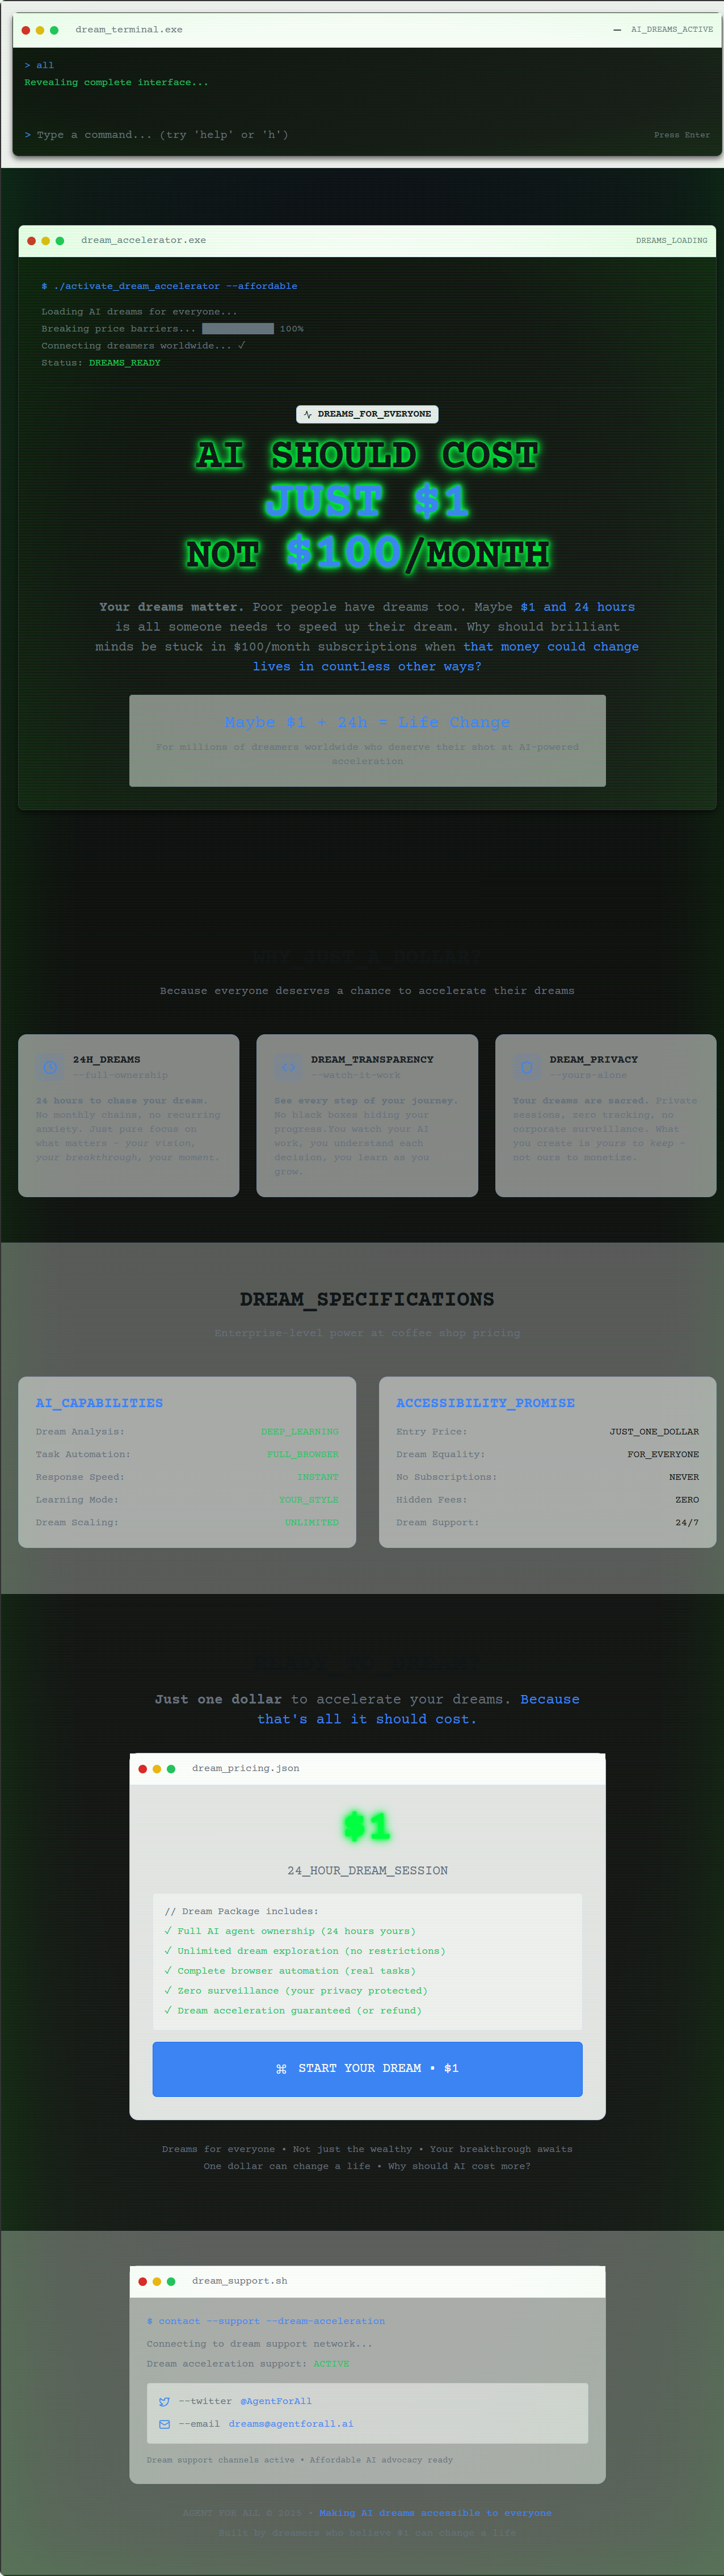 dream_terminal.exe
AI_DREAMS_ACTIVE
> all
Revealing complete interface...
> Type a command... (try 'help' or 'h')
Press Enter
dream_accelerator.exe
DREAMS_LOADING
$ ./activate_dream_accelerator --affordable
Loading AI dreams for everyone...
Breaking price barriers... ████████████ 100%
Connecting dreamers worldwide... ✓
Status: DREAMS_READY
DREAMS_FOR_EVERYONE
AI SHOULD COST
JUST $1
NOT $100/MONTH
Your dreams matter. Poor people have dreams too. Maybe $1 and 24 hours
is all someone needs to speed up their dream. Why should brilliant
minds be stuck in $100/month subscriptions when that money could change
lives in countless other ways?
Maybe $1 + 24h = Life Change
For millions of dreamers worldwide who deserve their shot at AI-powered
acceleration
WHY JUST A DOLLAR?
Because everyone deserves a chance to accelerate their dreams
24H_DREAMS
--full-ownership
24 hours to chase your dream.
No monthly chains, no recurring
anxiety. Just pure focus on
what matters - your vision,
your breakthrough, your moment.
DREAM_TRANSPARENCY
--watch-it-work
See every step of your journey.
No black boxes hiding your
progress.You watch your AI
work, you understand each
decision, you learn as you
grow.
DREAM_PRIVACY
--yours-alone
Your dreams are sacred. Private
sessions, zero tracking, no
corporate surveillance. What
you create is yours to keep -
not ours to monetize.
DREAM_SPECIFICATIONS
Enterprise-level power at coffee shop pricing
AI_CAPABILITIES
Dream Analysis: DEEP_LEARNING
Task Automation: FULL_BROWSER
Response Speed: INSTANT
Learning Mode: YOUR_STYLE
Dream Scaling: UNLIMITED
ACCESSIBILITY_PROMISE
Entry Price: JUST_ONE_DOLLAR
Dream Equality: FOR_EVERYONE
No Subscriptions: NEVER
Hidden Fees: ZERO
Dream Support: 24/7
Just one dollar to accelerate your dreams. Because
that's all it should cost.
dream_pricing.json
$1
24_HOUR_DREAM_SESSION
// Dream Package includes:
✓ Full AI agent ownership (24 hours yours)
✓ Unlimited dream exploration (no restrictions)
✓ Complete browser automation (real tasks)
✓ Zero surveillance (your privacy protected)
✓ Dream acceleration guaranteed (or refund)
⌘ START YOUR DREAM • $1
Dreams for everyone • Not just the wealthy • Your breakthrough awaits
One dollar can change a life • Why should AI cost more?
dream_support.sh
$ contact --support --dream-acceleration
Connecting to dream support network...
Dream acceleration support: ACTIVE
--twitter @AgentForAll
--email dreams@agentforall.ai
Dream support channels active • Affordable AI advocacy ready
AGENT FOR ALL © 2025 • Making AI dreams accessible to everyone
Built by dreamers who believe $1 can change a life